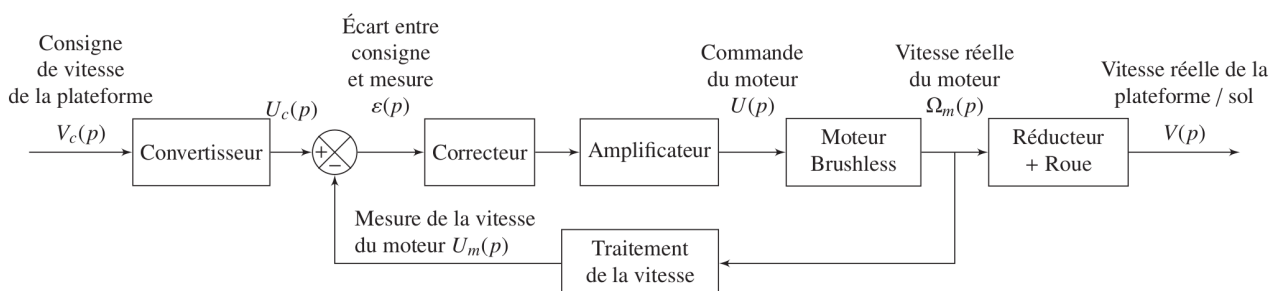 Consigne
de vitesse
de la plateforme
V_c(p)
Convertisseur
U_c(p)
+
−
Écart entre
consigne
et mesure
ε(p)
Correcteur
Amplificateur
Commande
du moteur
U(p)
Moteur
Brushless
Vitesse réelle
du moteur
Ω_m(p)
Réducteur
+ Roue
Vitesse réelle de la
plateforme / sol
V(p)
Mesure de la vitesse
du moteur U_m(p)
Traitement
de la vitesse